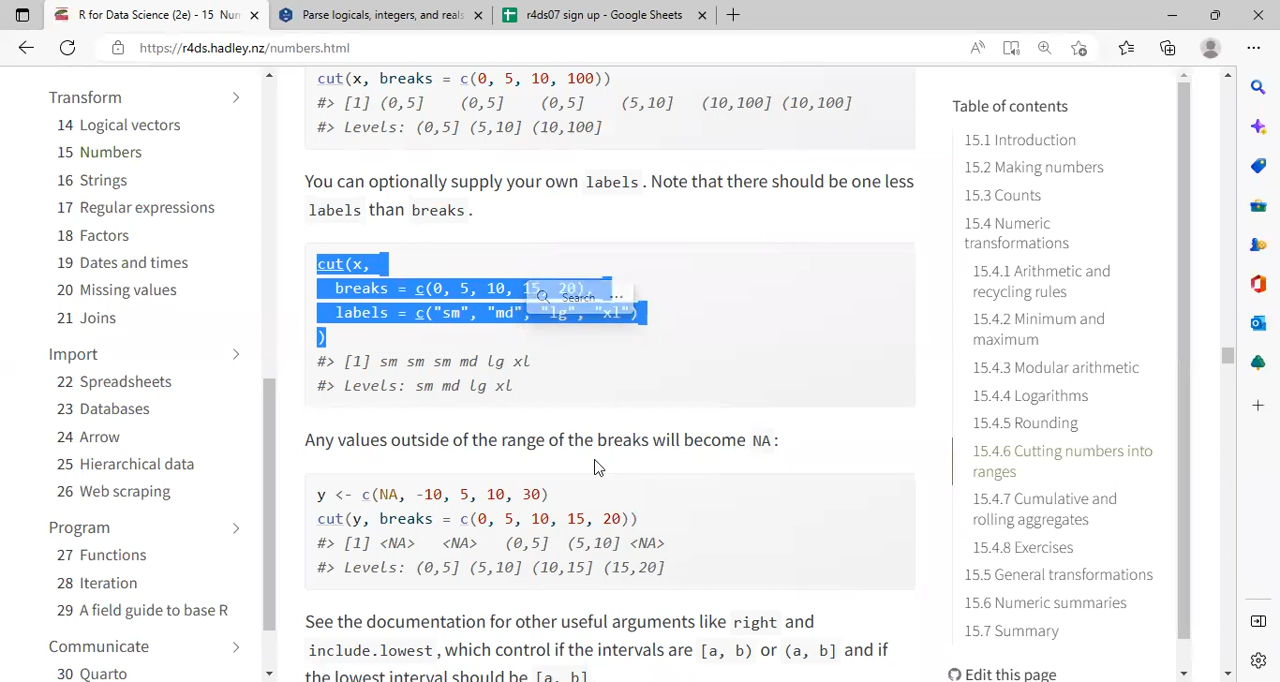 R for Data Science (2e) - 15 Num
Parse logicals, integers, and reals
r4ds07 sign up - Google Sheets
https://r4ds.hadley.nz/numbers.html
Transform
14 Logical vectors
15 Numbers
16 Strings
17 Regular expressions
18 Factors
19 Dates and times
20 Missing values
21 Joins
Import
22 Spreadsheets
23 Databases
24 Arrow
25 Hierarchical data
26 Web scraping
Program
27 Functions
28 Iteration
29 A field guide to base R
Communicate
30 Quarto
cut(x, breaks = c(0, 5, 10, 100))
#> [1] (0,5]    (0,5]    (0,5]    (5,10]   (10,100] (10,100]
#> Levels: (0,5] (5,10] (10,100]
You can optionally supply your own labels. Note that there should be one less
labels than breaks.
cut(x,
breaks = c(0, 5, 10, 15, 20),
labels = c("sm", "md", "lg", "xl")
)
Search
#> [1] sm sm sm md lg xl
#> Levels: sm md lg xl
Any values outside of the range of the breaks will become NA:
y <- c(NA, -10, 5, 10, 30)
cut(y, breaks = c(0, 5, 10, 15, 20))
#> [1] <NA>    <NA>    (0,5]   (5,10] <NA>
#> Levels: (0,5] (5,10] (10,15] (15,20]
See the documentation for other useful arguments like right and
include.lowest, which control if the intervals are [a, b) or (a, b] and if
the lowest interval should be [a, b].
Table of contents
15.1 Introduction
15.2 Making numbers
15.3 Counts
15.4 Numeric
transformations
15.4.1 Arithmetic and
recycling rules
15.4.2 Minimum and
maximum
15.4.3 Modular arithmetic
15.4.4 Logarithms
15.4.5 Rounding
15.4.6 Cutting numbers into
ranges
15.4.7 Cumulative and
rolling aggregates
15.4.8 Exercises
15.5 General transformations
15.6 Numeric summaries
15.7 Summary
Edit this page